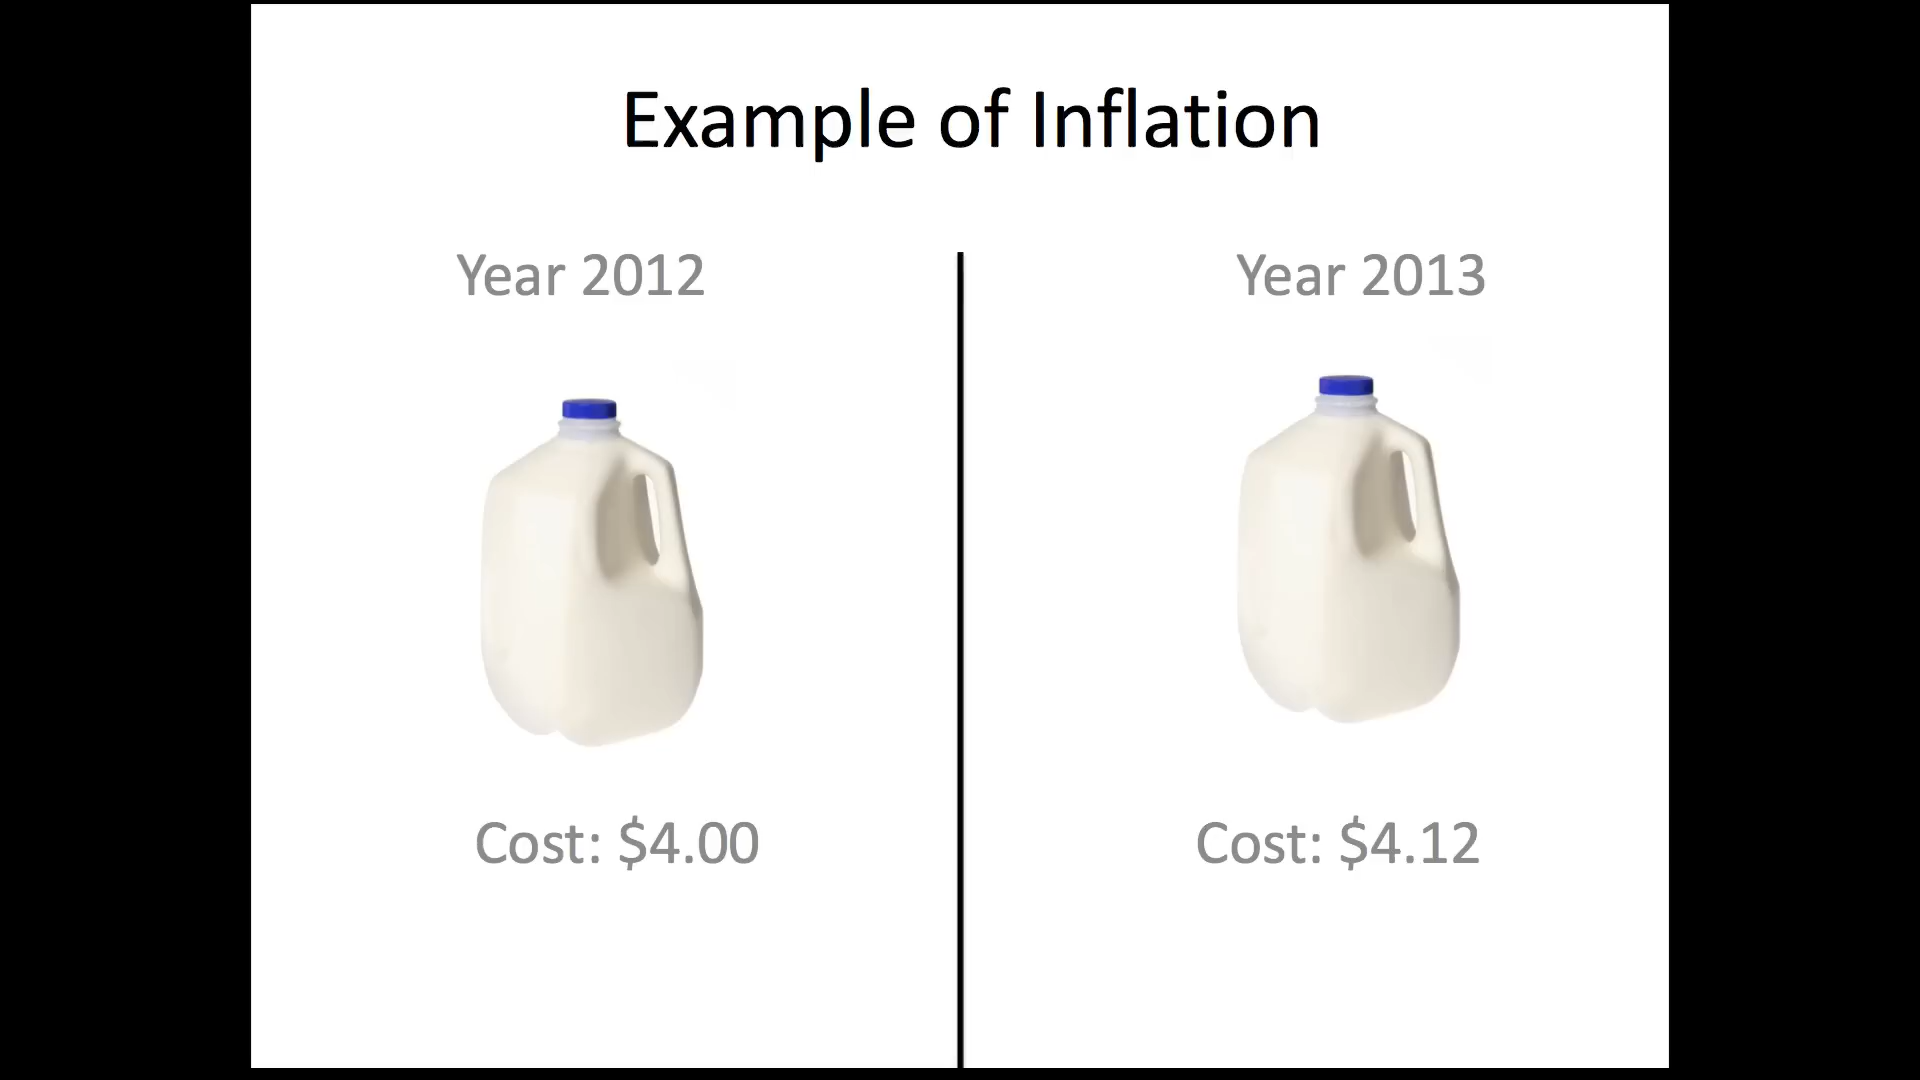 Example of Inflation
Year 2012
Year 2013
Cost: $4.00
Cost: $4.12